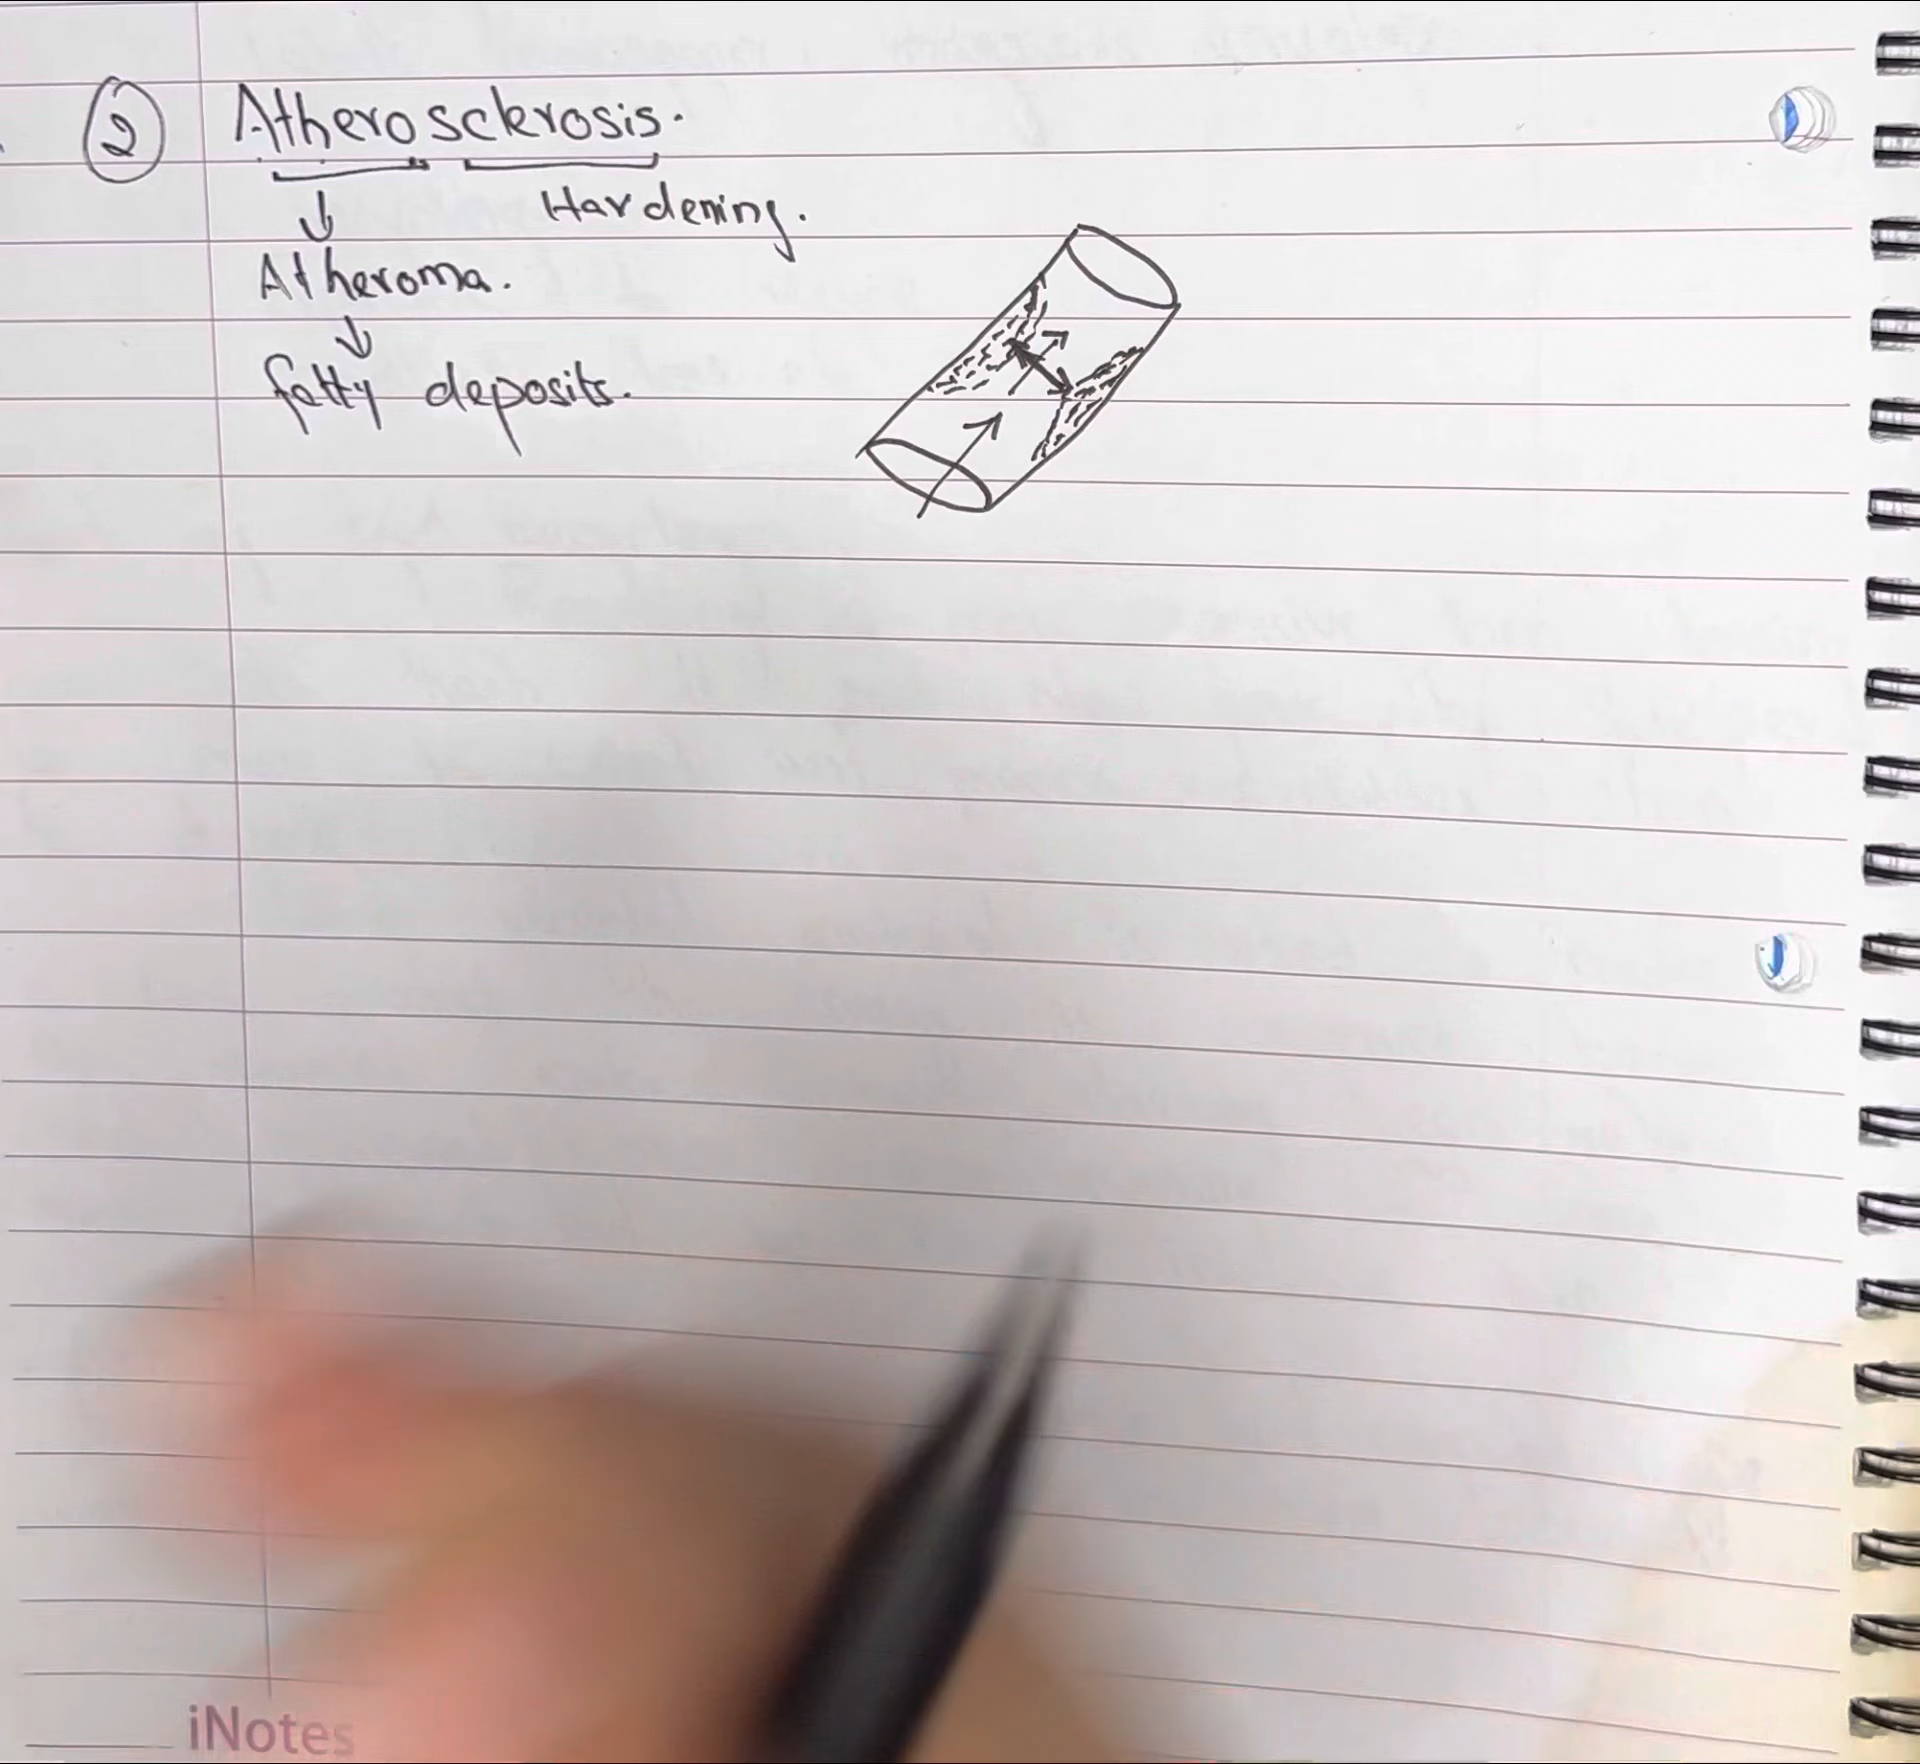 2 Atherosclerosis.
Hardening.
Atheroma.
fatty deposits.
iNotes